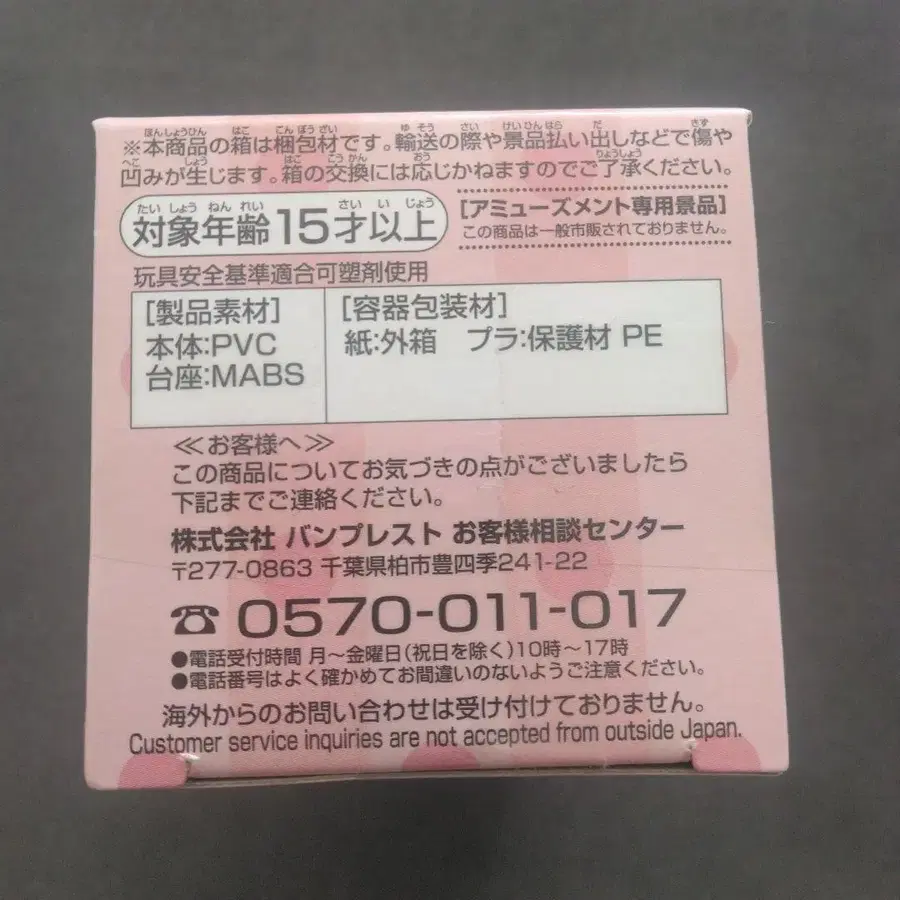 ※本商品の箱は梱包材です。輸送の際や景品払い出しなどで傷や
凹みが生じます。箱の交換には応じかねますのでご了承ください。
対象年齢15才以上
[アミューズメント専用景品]
この商品は一般市販されておりません。
玩具安全基準適合可塑剤使用
[製品素材]
本体:PVC
台座:MABS
[容器包装材]
紙:外箱 プラ:保護材 PE
≪お客様へ≫
この商品についてお気づきの点がございましたら
下記までご連絡ください。
株式会社 バンプレスト お客様相談センター
〒277-0863 千葉県柏市豊四季241-22
☎0570-011-017
●電話受付時間 月〜金曜日(祝日を除く)10時〜17時
●電話番号はよく確かめてお間違いのないようご注意ください。
海外からのお問い合わせは受け付けておりません。
Customer service inquiries are not accepted from outside Japan.